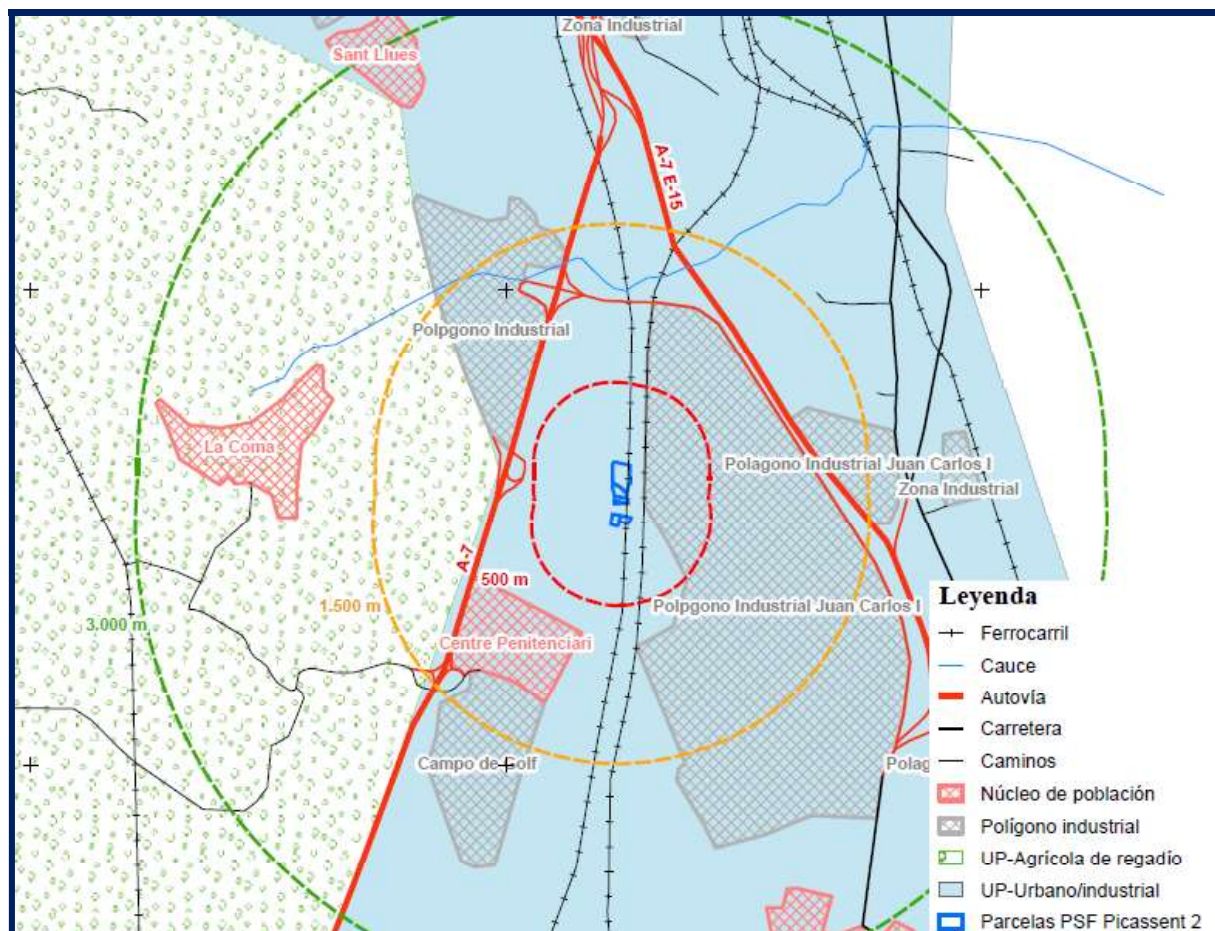 Zona Industrial
Sant Llues
A-7 E-15
Polpgono Industrial
La Coma
Polagono Industrial Juan Carlos I
Zona Industrial
A-7
500 m
1.500 m
Polpgono Industrial Juan Carlos I
3.000 m
Centre Penitenciari
Campo de Golf
Polag
Leyenda
Ferrocarril
Cauce
Autovía
Carretera
Caminos
Núcleo de población
Polígono industrial
UP-Agrícola de regadío
UP-Urbano/industrial
Parcelas PSF Picassent 2